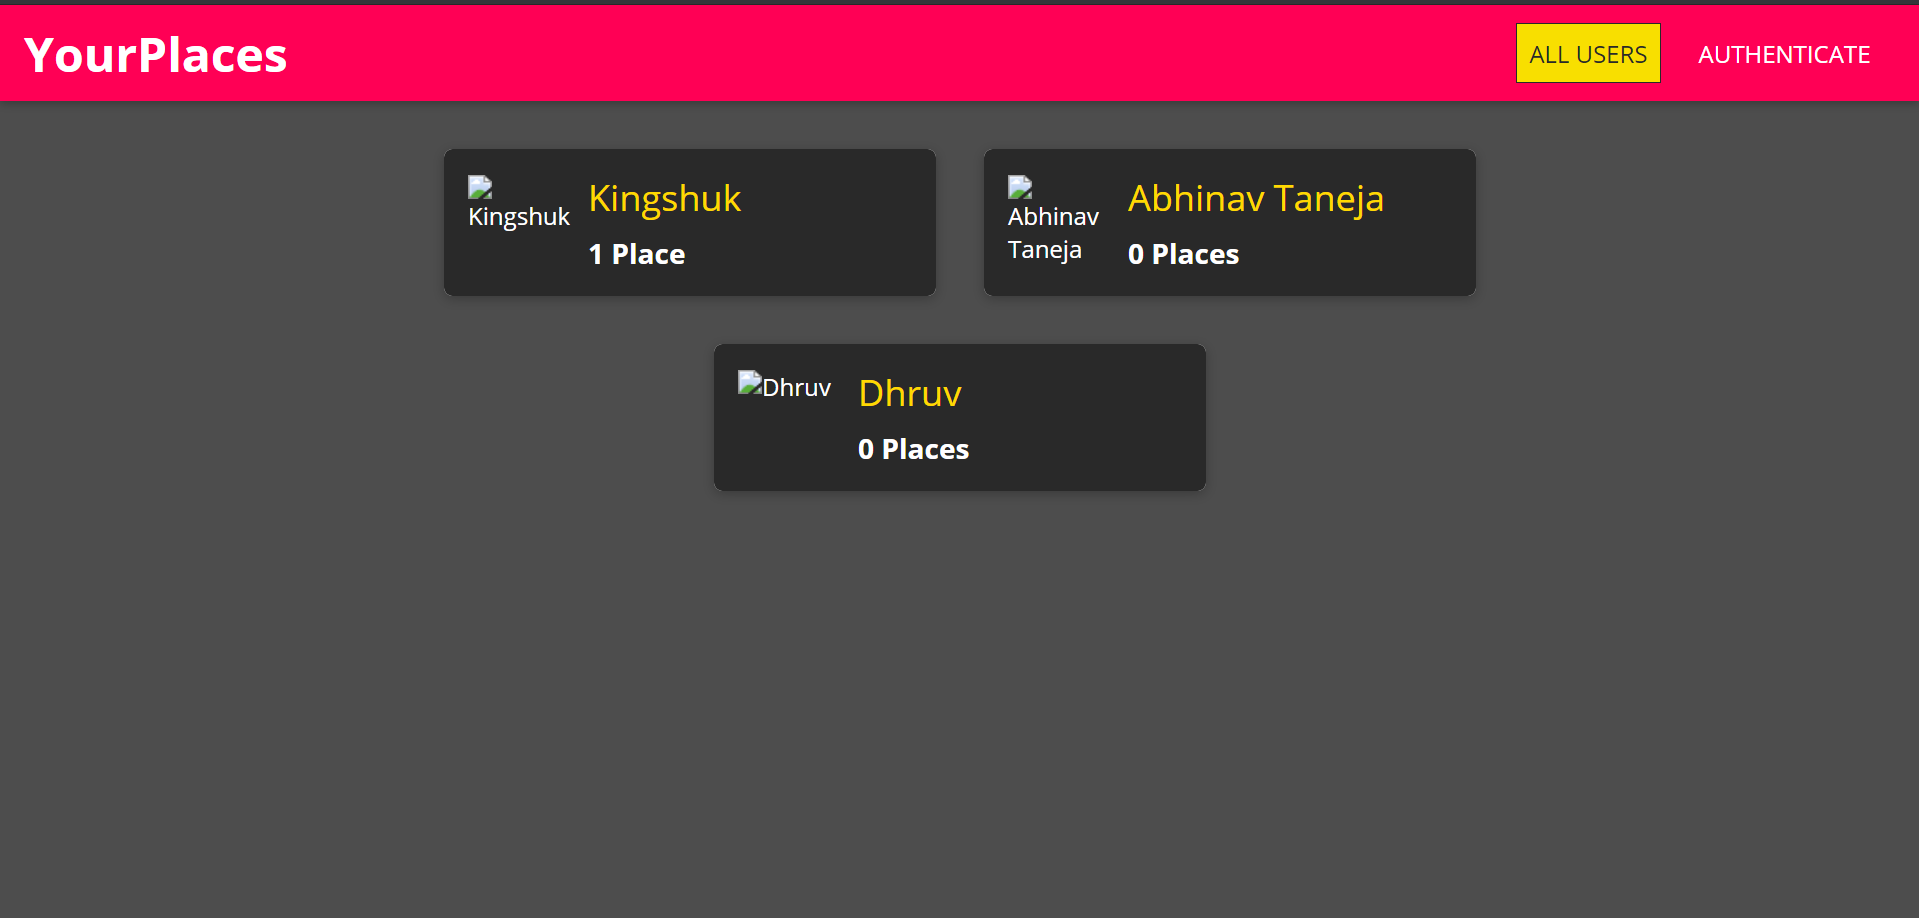 YourPlaces
ALL USERS
AUTHENTICATE
Kingshuk
Kingshuk
1 Place
Abhinav
Taneja
Abhinav Taneja
0 Places
Dhruv
Dhruv
0 Places